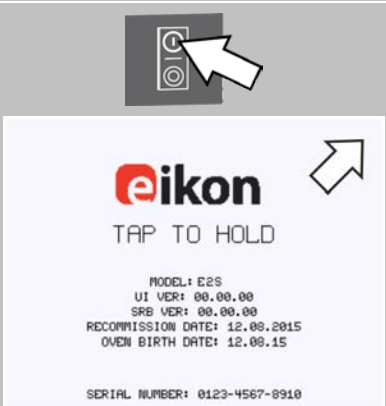 eikon
TAP TO HOLD
MODEL: E2S
UI VER: 00.00.00
SRB VER: 00.00.00
RECOMMISSION DATE: 12.08.2015
OVEN BIRTH DATE: 12.08.15
SERIAL NUMBER: 0123-4567-8910